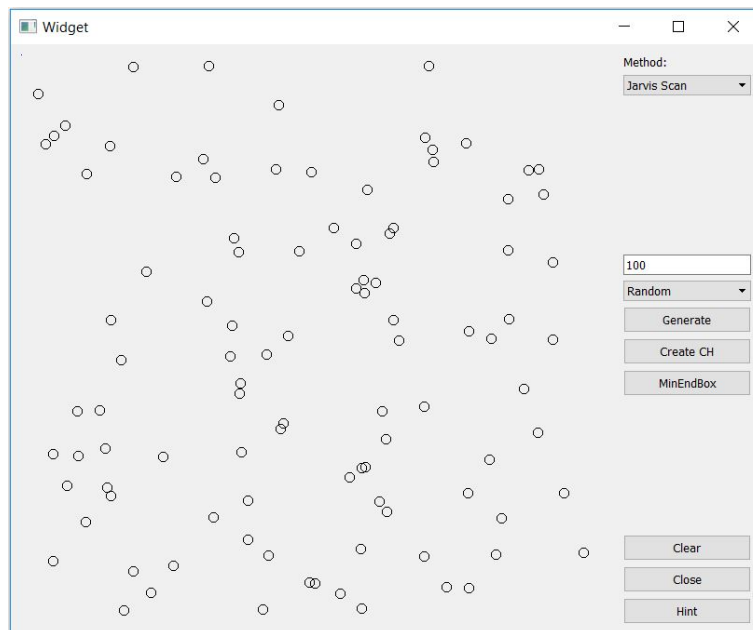 Widget
Method:
Jarvis Scan
100
Random
Generate
Create CH
MinEndBox
Clear
Close
Hint